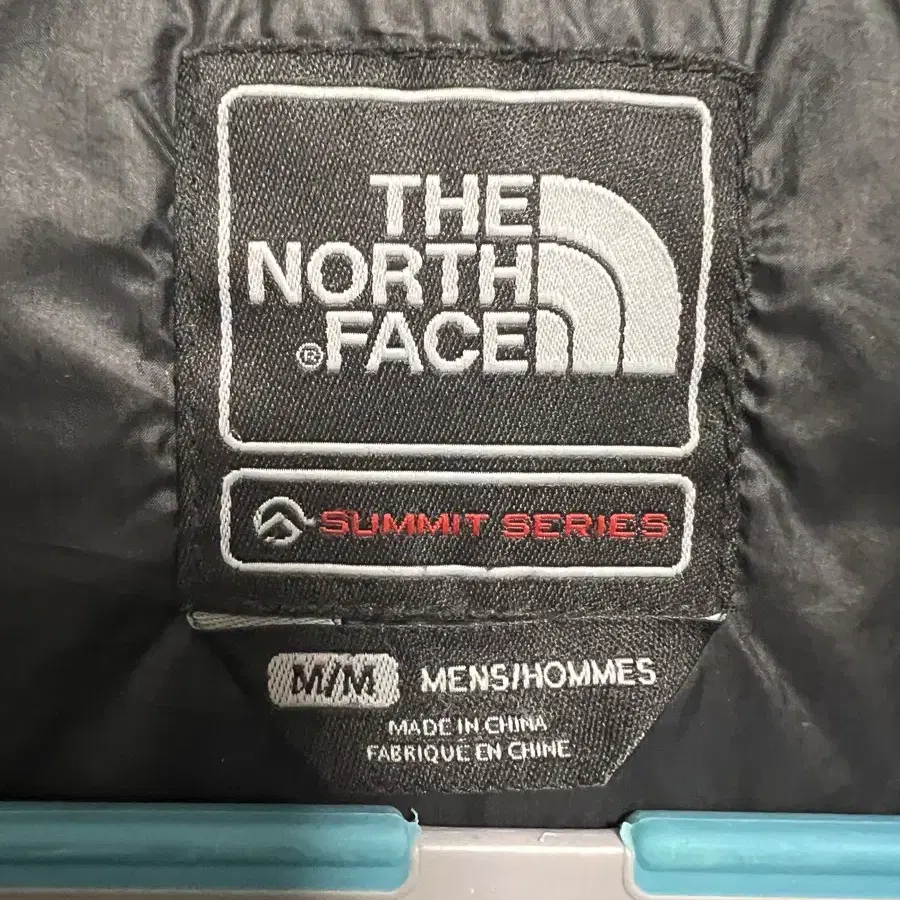 THE
NORTH
®FACE
SUMMIT SERIES
M/M MENS/HOMMES
MADE IN CHINA
FABRIQUE EN CHINE